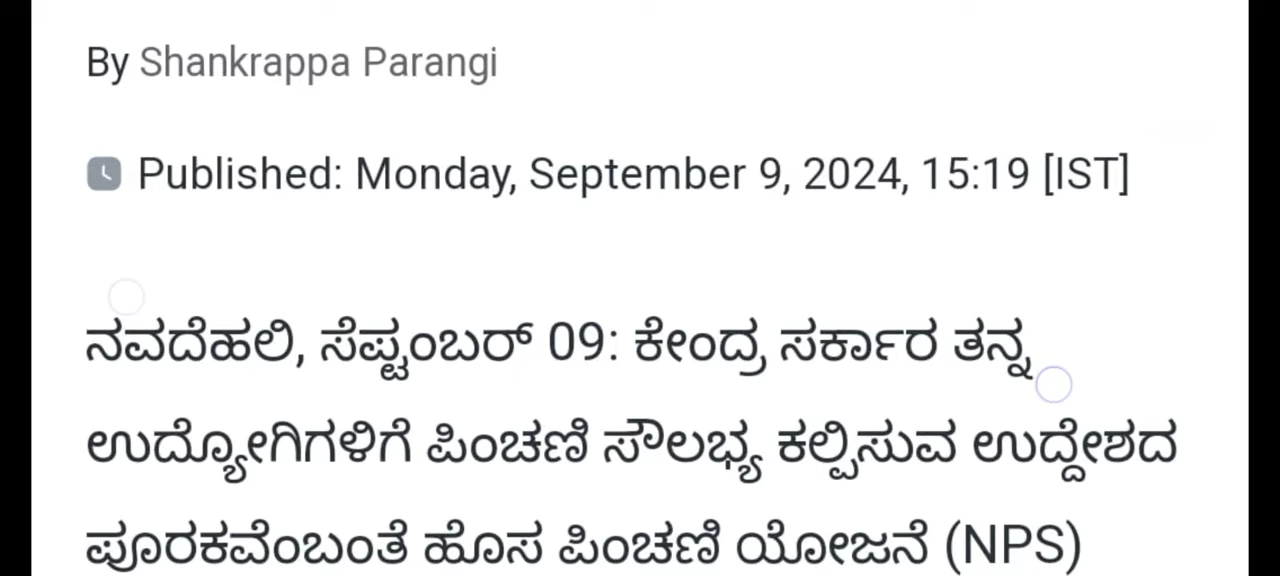 By Shankrappa Parangi
Published: Monday, September 9, 2024, 15:19 [IST]
ನವದೆಹಲಿ, ಸೆಪ್ಟಂಬರ್ 09: ಕೇಂದ್ರ ಸರ್ಕಾರ ತನ್ನ
ಉದ್ಯೋಗಿಗಳಿಗೆ ಪಿಂಚಣಿ ಸೌಲಭ್ಯ ಕಲ್ಪಿಸುವ ಉದ್ದೇಶದ
ಪೂರಕವೆಂಬಂತೆ ಹೊಸ ಪಿಂಚಣಿ ಯೋಜನೆ (NPS)